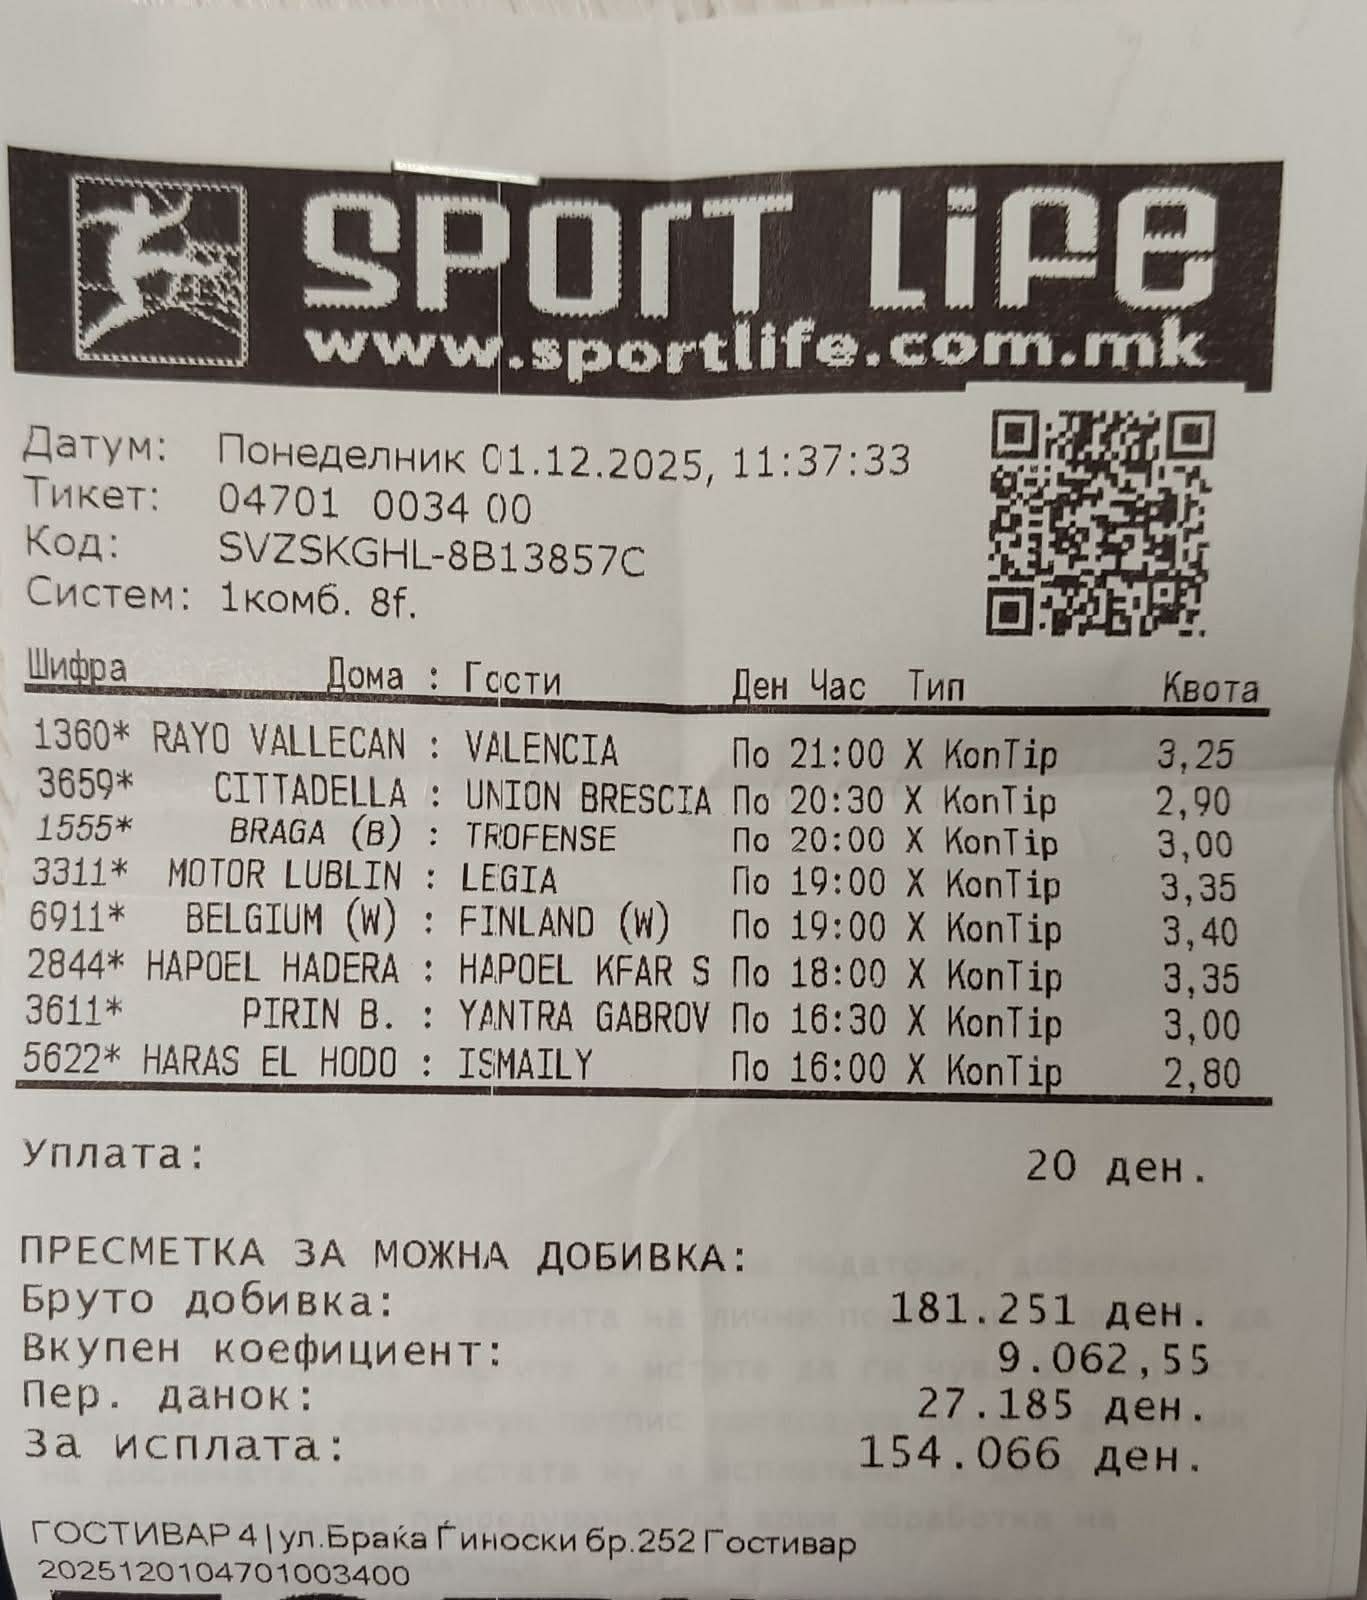 SPORT LIFE
www.sportlife.com.mk
Датум: Понеделник 01.12.2025, 11:37:33
Тикет: 04701 0034 00
Код: SVZSKGHL-8B13857C
Систем: 1комб. 8f.
Шифра Дома : Гости Ден Час Тип Квота
1360* RAYO VALLECAN : VALENCIA По 21:00 X KonTip 3,25
3659* CITTADELLA : UNION BRESCIA По 20:30 X KonTip 2,90
1555* BRAGA (B) : TROFENSE По 20:00 X KonTip 3,00
3311* MOTOR LUBLIN : LEGIA По 19:00 X KonTip 3,35
6911* BELGIUM (W) : FINLAND (W) По 19:00 X KonTip 3,40
2844* HAPOEL HADERA : HAPOEL KFAR S По 18:00 X KonTip 3,35
3611* PIRIN B. : YANTRA GABROV По 16:30 X KonTip 3,00
5622* HARAS EL HODO : ISMAILY По 16:00 X KonTip 2,80
Уплата: 20 ден.
ПРЕСМЕТКА ЗА МОЖНА ДОБИВКА:
Бруто добивка: 181.251 ден.
Вкупен коефициент: 9.062,55
Пер. данок: 27.185 ден.
За исплата: 154.066 ден.
ГОСТИВАР 4|ул.Браќа Ѓиноски бр.252 Гостивар
2025120104701003400